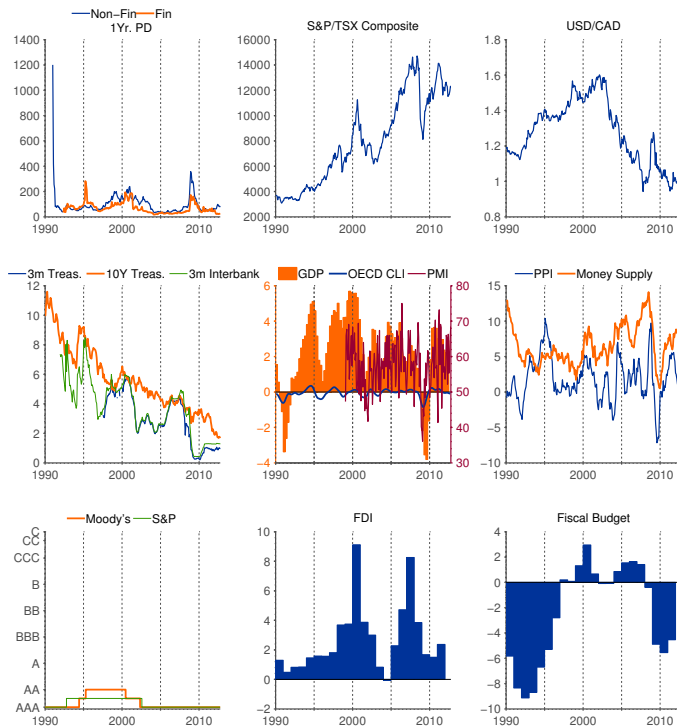 Non−Fin Fin
1Yr. PD
1400
1200
1000
800
600
400
200
0
1990 2000 2010
S&P/TSX Composite
16000
14000
12000
10000
8000
6000
4000
2000
1990 2000 2010
USD/CAD
1.8
1.6
1.4
1.2
1
0.8
1990 2000 2010
3m Treas. 10Y Treas. 3m Interbank
12
10
8
6
4
2
0
1990 2000 2010
GDP OECD CLI PMI
6 80
4 70
2 60
0 50
−2 40
−4 30
1990 2000 2010
PPI Money Supply
15
10
5
0
−5
−10
1990 2000 2010
Moody's S&P
C
CC
CCC
B
BB
BBB
A
AA
AAA
1990 2000 2010
FDI
10
8
6
4
2
0
−2
1990 2000 2010
Fiscal Budget
4
2
0
−2
−4
−6
−8
−10
1990 2000 2010